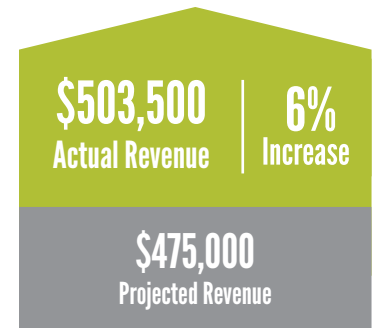 $503,500
Actual Revenue
6%
Increase
$475,000
Projected Revenue